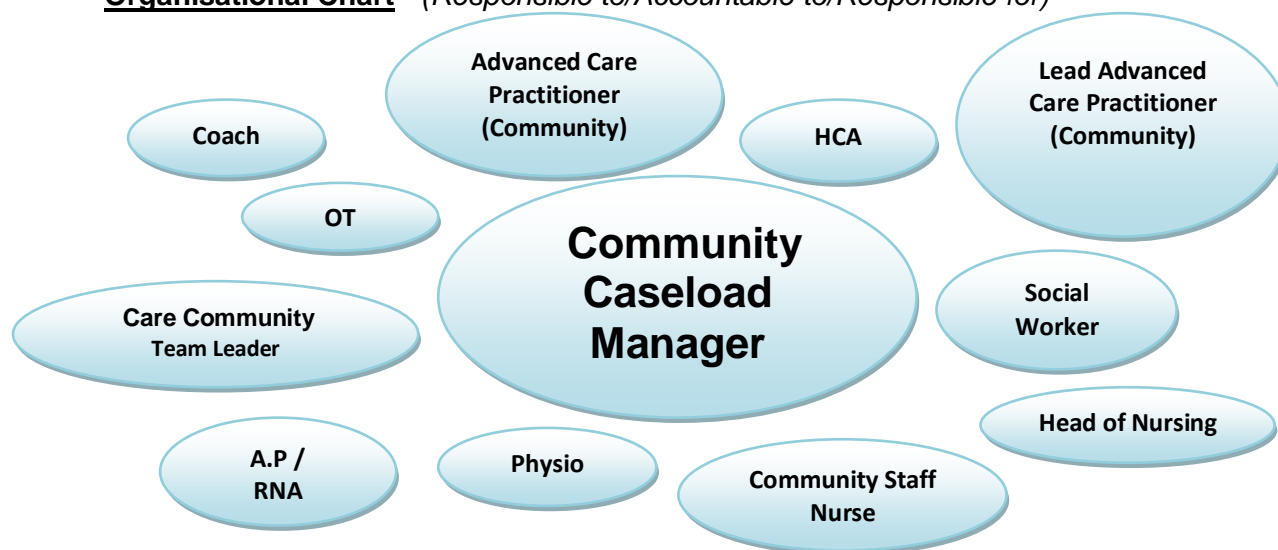 Organisational Chart (Responsible to/Accountable to/Responsible for)
Advanced Care
Practitioner
(Community)
Lead Advanced
Care Practitioner
(Community)
Coach
HCA
OT
Community
Caseload
Manager
Care Community
Team Leader
Social
Worker
Head of Nursing
A.P /
RNA
Physio
Community Staff
Nurse